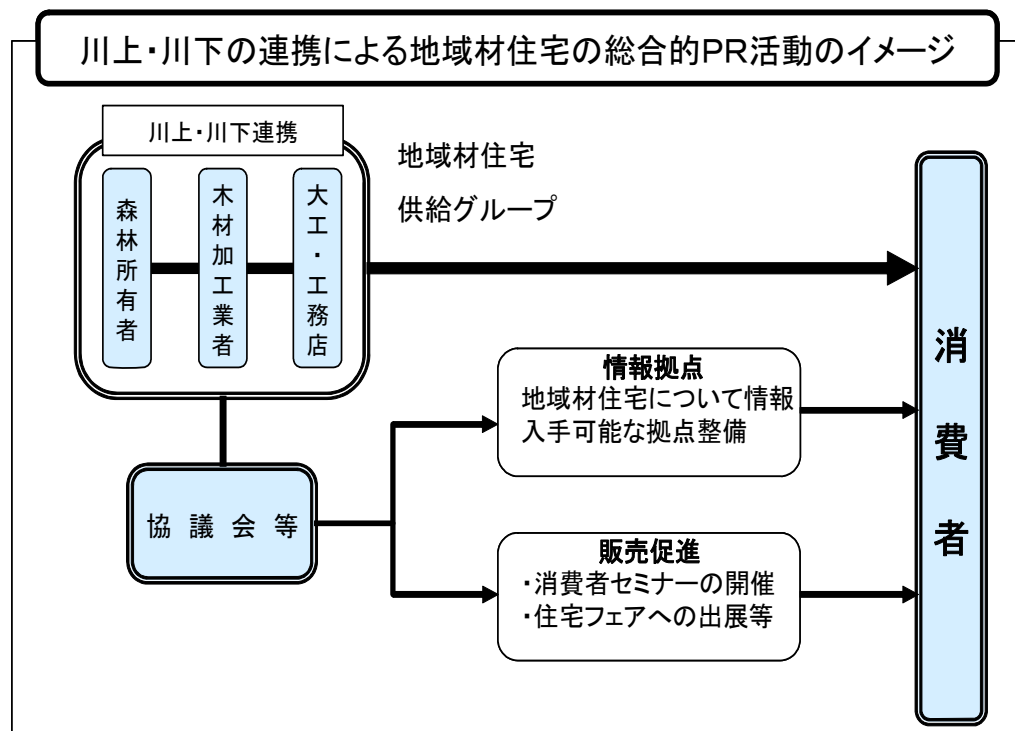 川上・川下の連携による地域材住宅の総合的PR活動のイメージ
川上・川下連携
森林所有者
木材加工業者
大工・工務店
地域材住宅
供給グループ
情報拠点
地域材住宅について情報
入手可能な拠点整備
協議会等
販売促進
・消費者セミナーの開催
・住宅フェアへの出展等
消費者